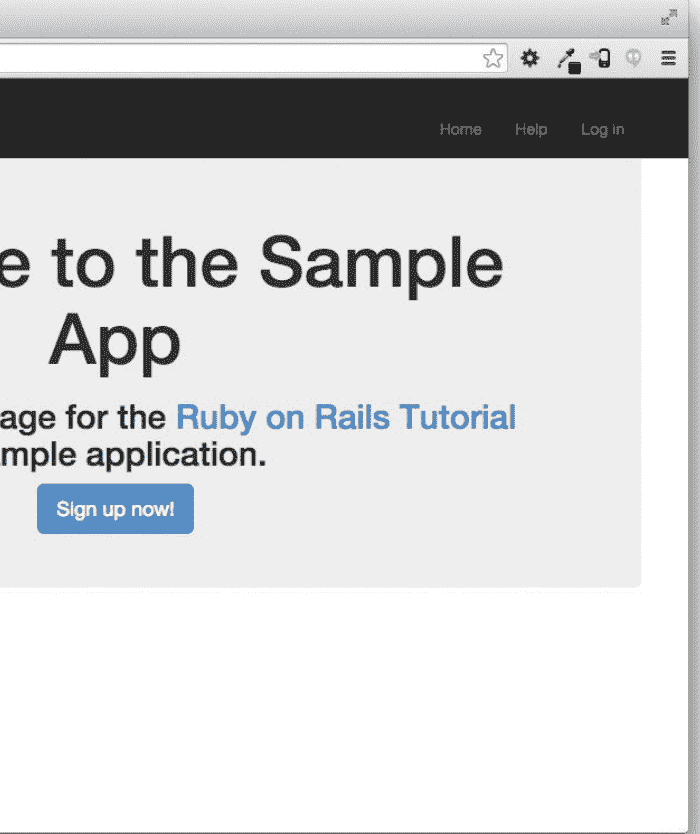 Home Help Log in
e to the Sample
App
age for the Ruby on Rails Tutorial
mple application.
Sign up now!